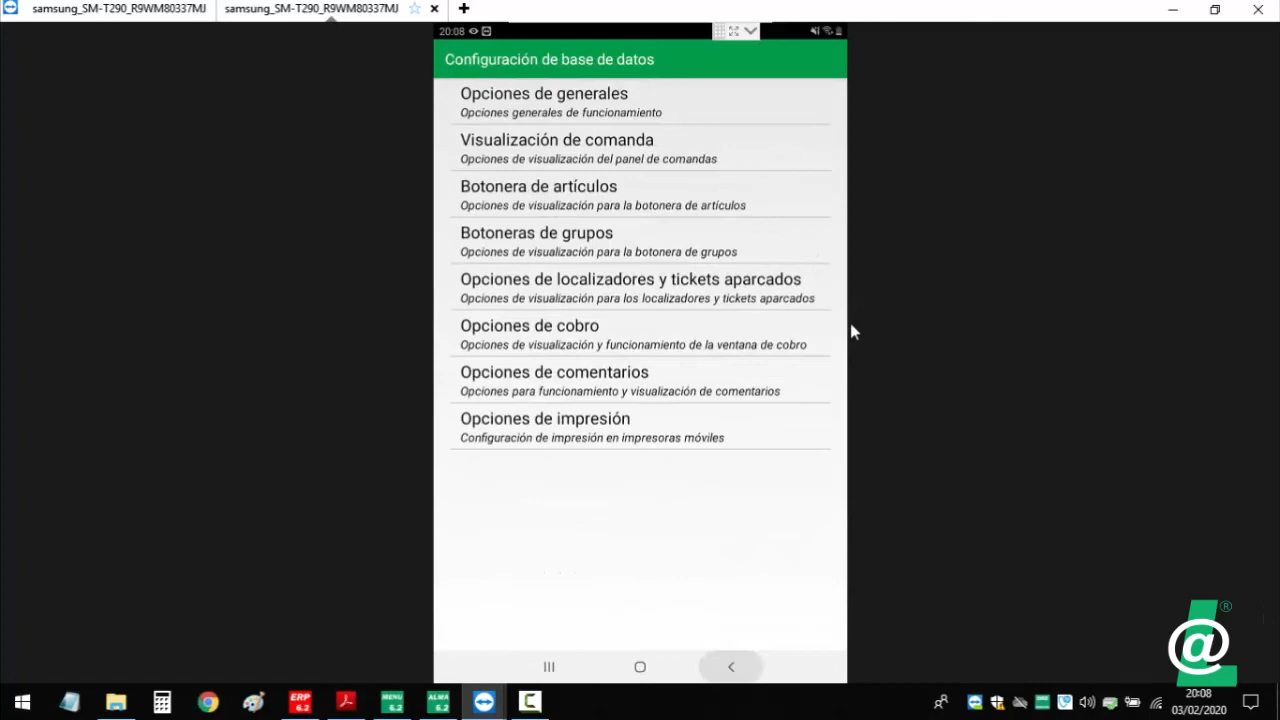 samsung_SM-T290_R9WM80337MJ
samsung_SM-T290_R9WM80337MJ
20:08
Configuración de base de datos
Opciones de generales
Opciones generales de funcionamiento
Visualización de comanda
Opciones de visualización del panel de comandas
Botonera de artículos
Opciones de visualización para la botonera de artículos
Botoneras de grupos
Opciones de visualización para la botonera de grupos
Opciones de localizadores y tickets aparcados
Opciones de visualización para los localizadores y tickets aparcados
Opciones de cobro
Opciones de visualización y funcionamiento de la ventana de cobro
Opciones de comentarios
Opciones para funcionamiento y visualización de comentarios
Opciones de impresión
Configuración de impresión en impresoras móviles
@ ®
ERP 6.2
MENU 6.2
ALMA 6.2
20:08
03/02/2020